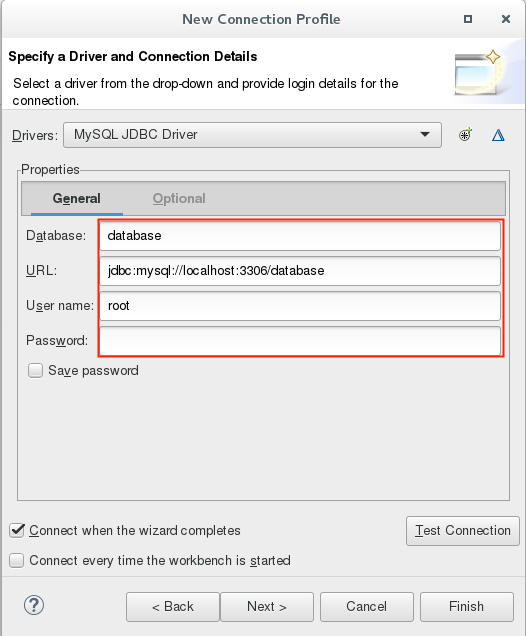 New Connection Profile
Specify a Driver and Connection Details
Select a driver from the drop-down and provide login details for the
connection.
Drivers: MySQL JDBC Driver
Properties
General Optional
Database: database
URL: jdbc:mysql://localhost:3306/database
User name: root
Password:
Save password
Connect when the wizard completes
Test Connection
Connect every time the workbench is started
? < Back Next > Cancel Finish